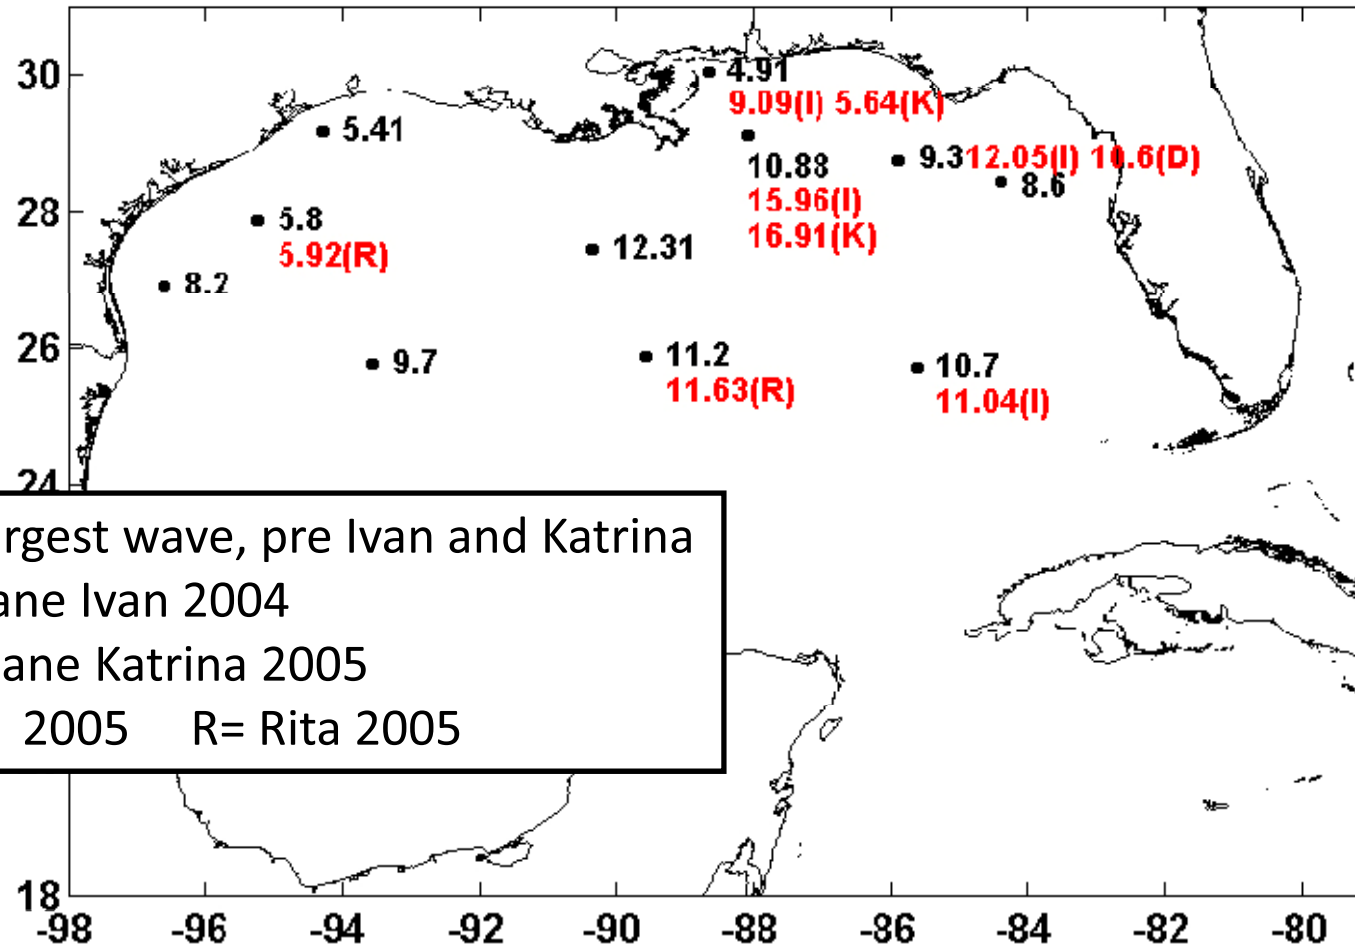 30
4.91
9.09(I) 5.64(K)
5.41
10.88
15.96(I)
16.91(K)
9.3 12.05(I) 10.6(D)
8.6
28
5.8
5.92(R)
12.31
8.2
26
9.7
11.2
11.63(R)
10.7
11.04(I)
24
rgest wave, pre Ivan and Katrina
ane Ivan 2004
ane Katrina 2005
2005 R= Rita 2005
18
-98 -96 -94 -92 -90 -88 -86 -84 -82 -80